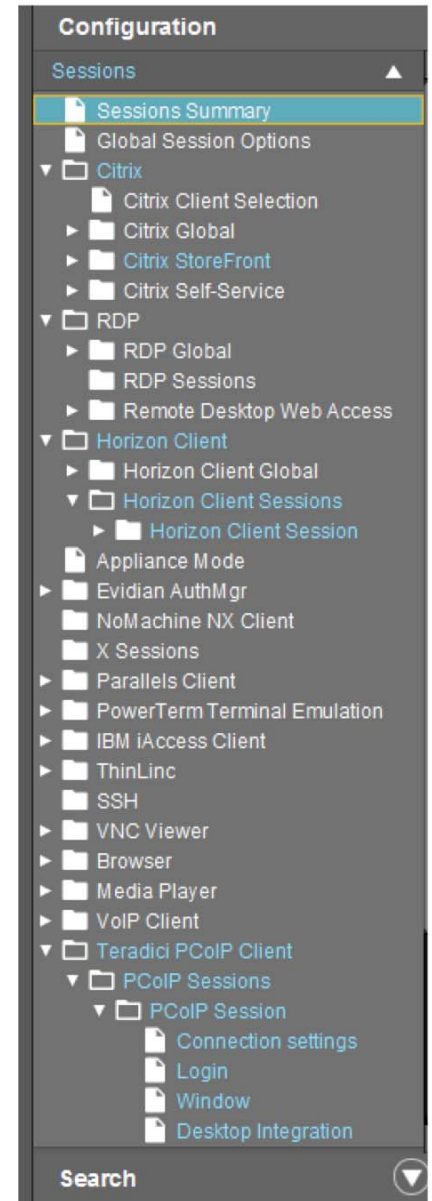 Configuration
Sessions
Sessions Summary
Global Session Options
Citrix
Citrix Client Selection
Citrix Global
Citrix StoreFront
Citrix Self-Service
RDP
RDP Global
RDP Sessions
Remote Desktop Web Access
Horizon Client
Horizon Client Global
Horizon Client Sessions
Horizon Client Session
Appliance Mode
Evidian AuthMgr
NoMachine NX Client
X Sessions
Parallels Client
PowerTerm Terminal Emulation
IBM iAccess Client
ThinLinc
SSH
VNC Viewer
Browser
Media Player
VoIP Client
Teradici PCoIP Client
PCoIP Sessions
PCoIP Session
Connection settings
Login
Window
Desktop Integration
Search